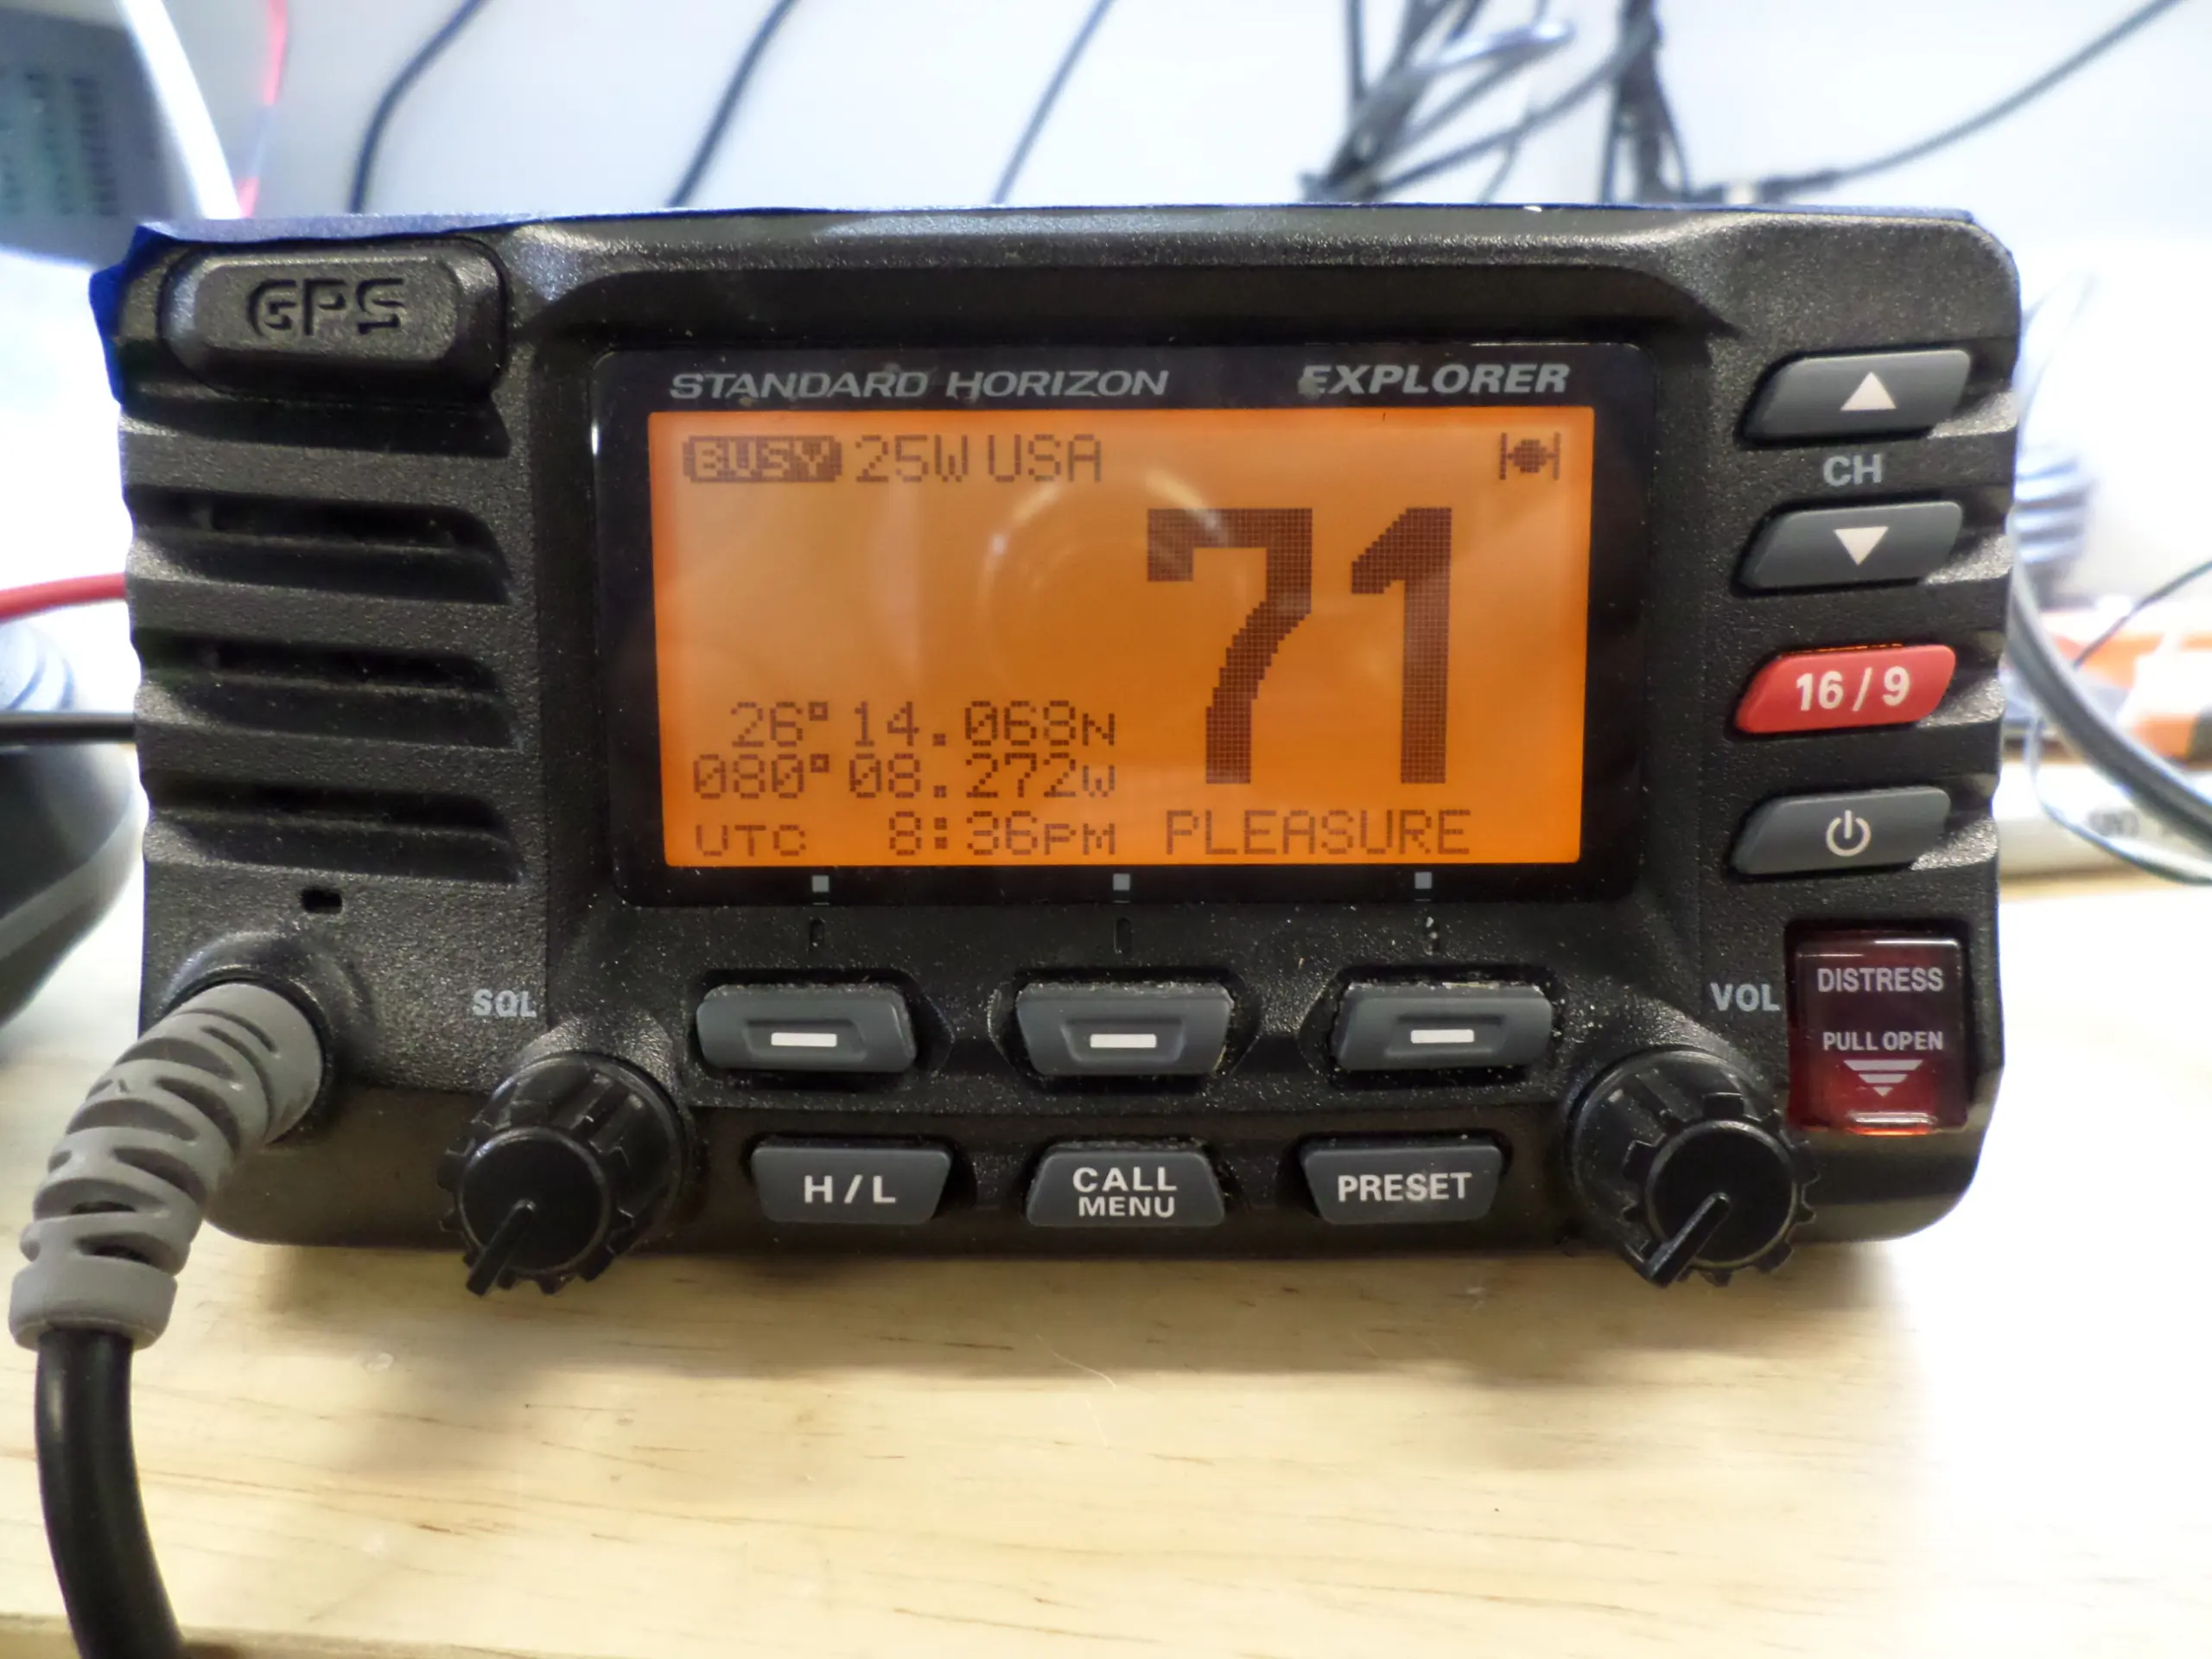 GPS
STANDARD HORIZON EXPLORER
BUSY 25W USA
71
26°14.068N
080°08.272W
UTC 8:36PM PLEASURE
CH
16 / 9
SQL
VOL
DISTRESS
PULL OPEN
H / L
CALL
MENU
PRESET